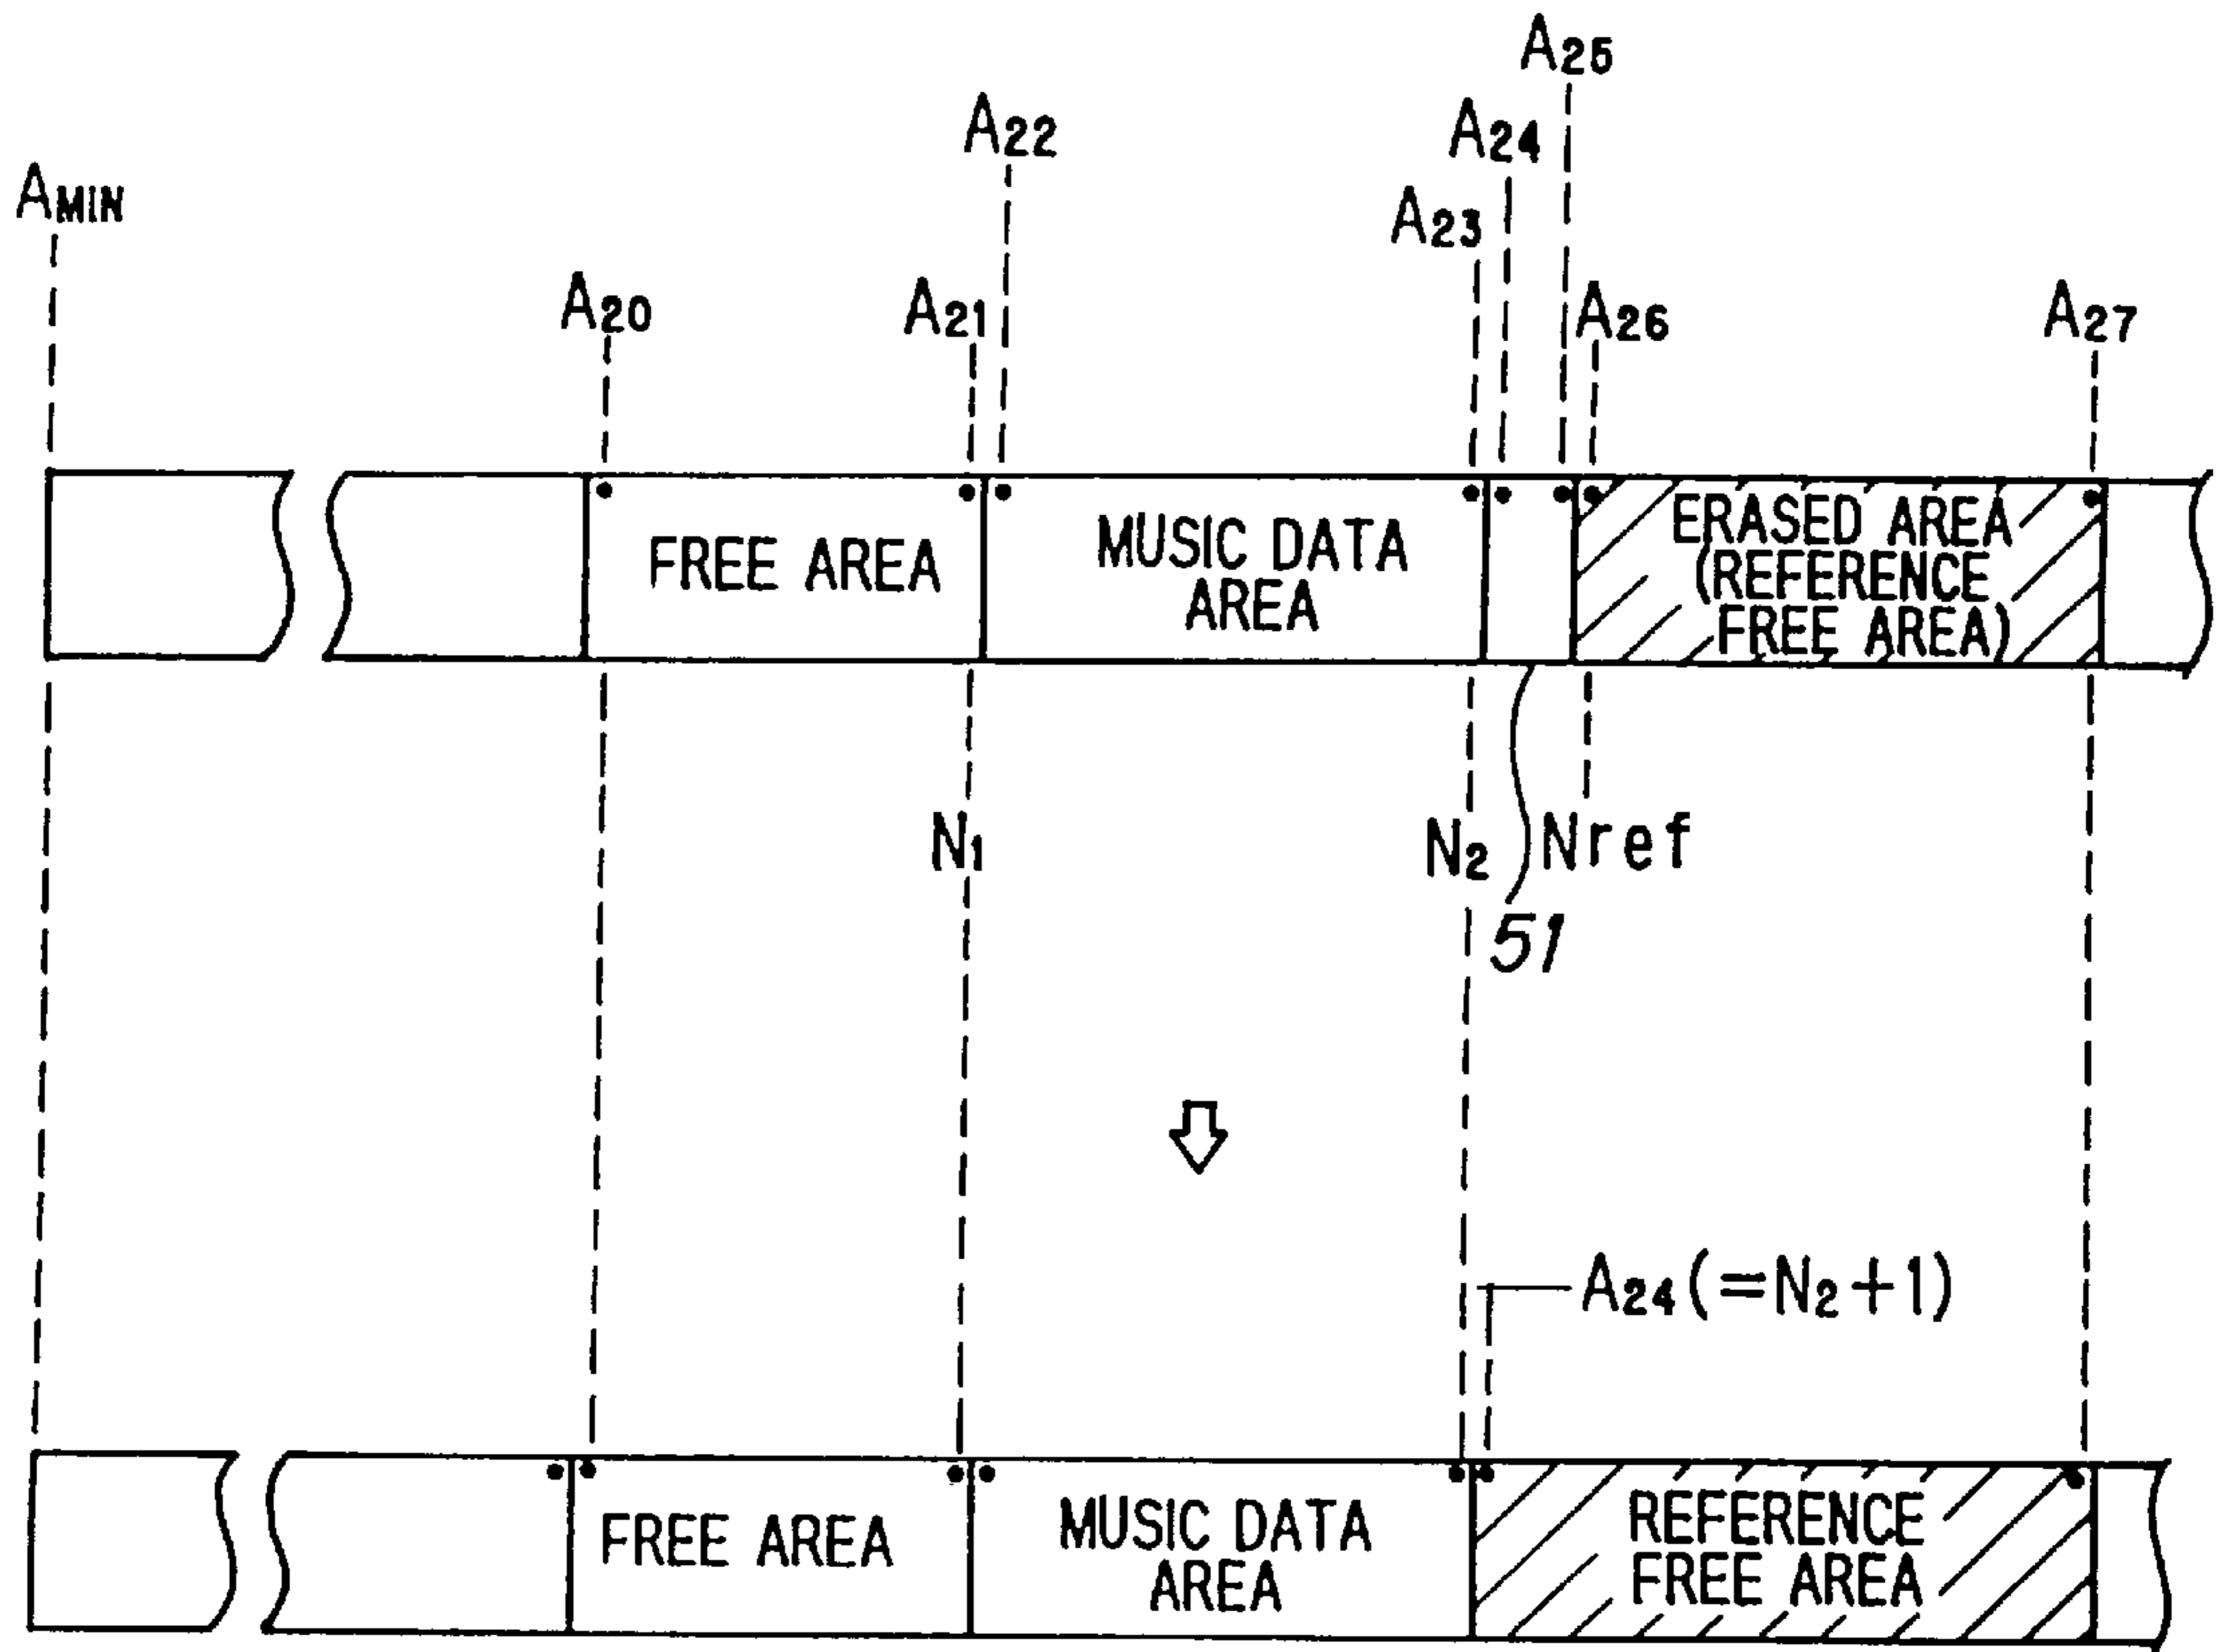 A25
A22
A24
AMIN
A23
A20
A21
A26
A27
FREE AREA
MUSIC DATA
AREA
ERASED AREA
(REFERENCE
FREE AREA)
N1
N2
Nref
51
A24(=N2+1)
FREE AREA
MUSIC DATA
AREA
REFERENCE
FREE AREA